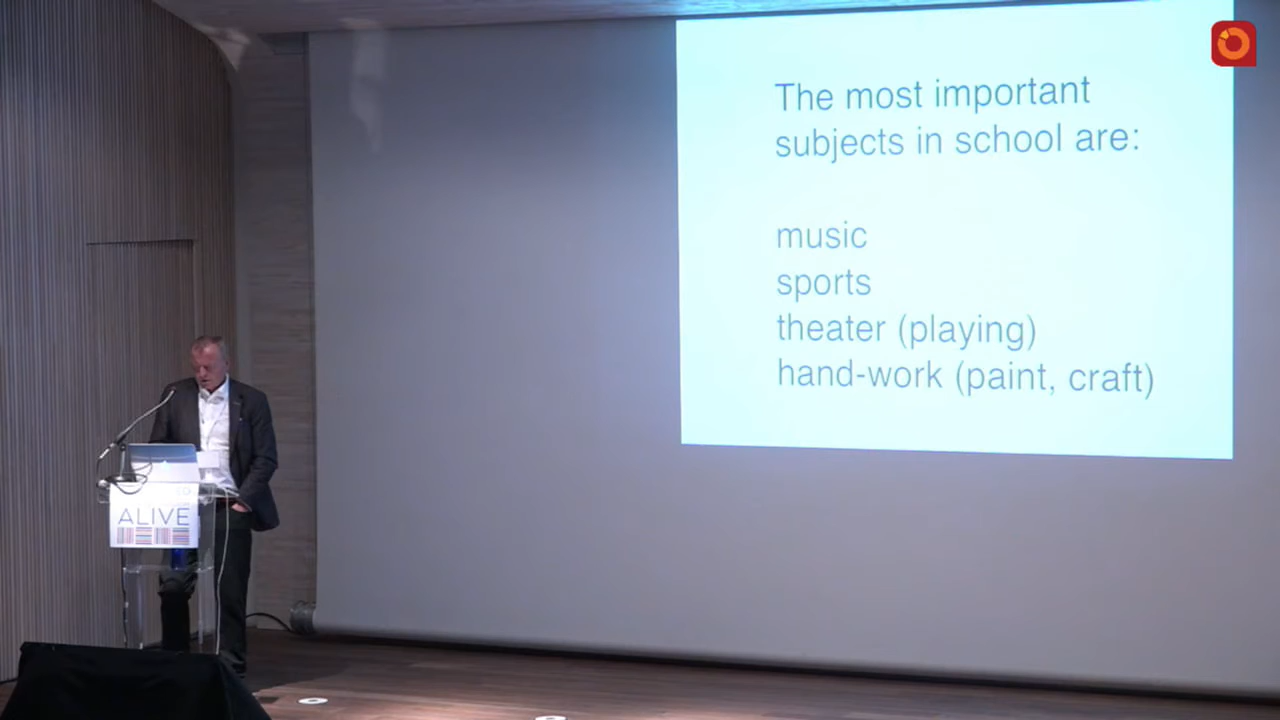 The most important
subjects in school are:
music
sports
theater (playing)
hand-work (paint, craft)
ALIVE